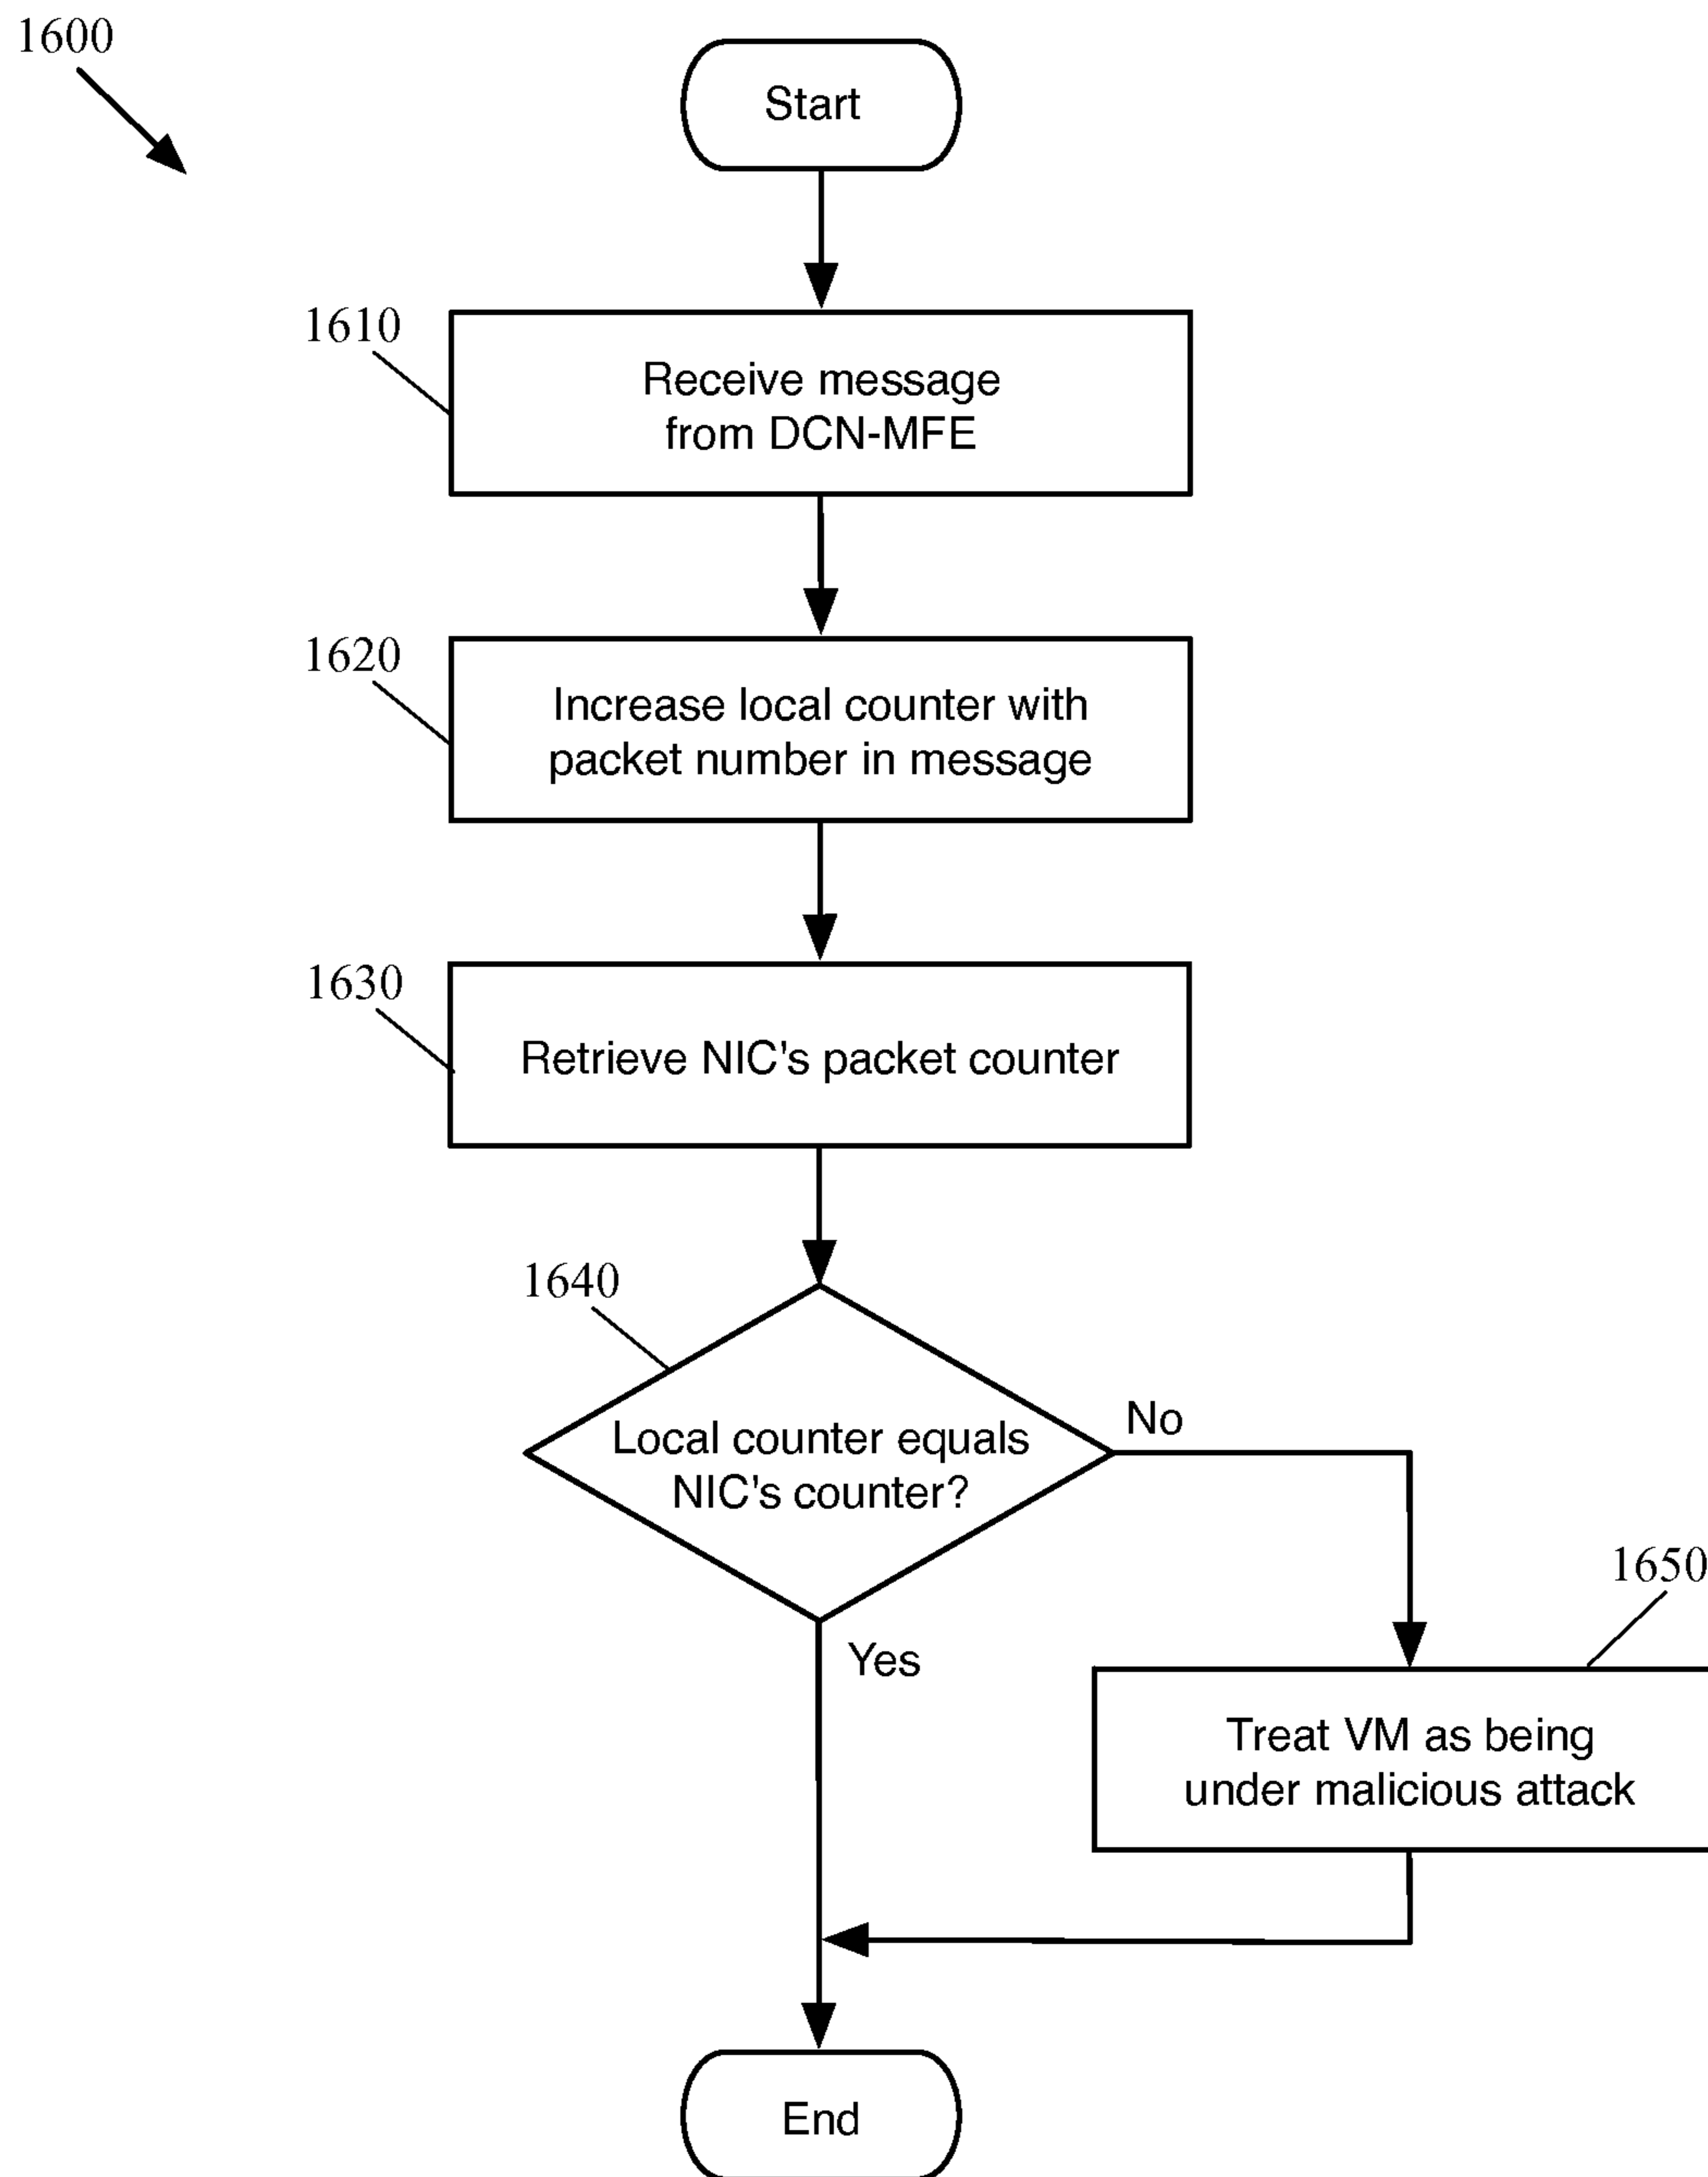 1600
Start
1610
Receive message
from DCN-MFE
1620
Increase local counter with
packet number in message
1630
Retrieve NIC's packet counter
1640
Local counter equals
NIC's counter?
No
Yes
1650
Treat VM as being
under malicious attack
End